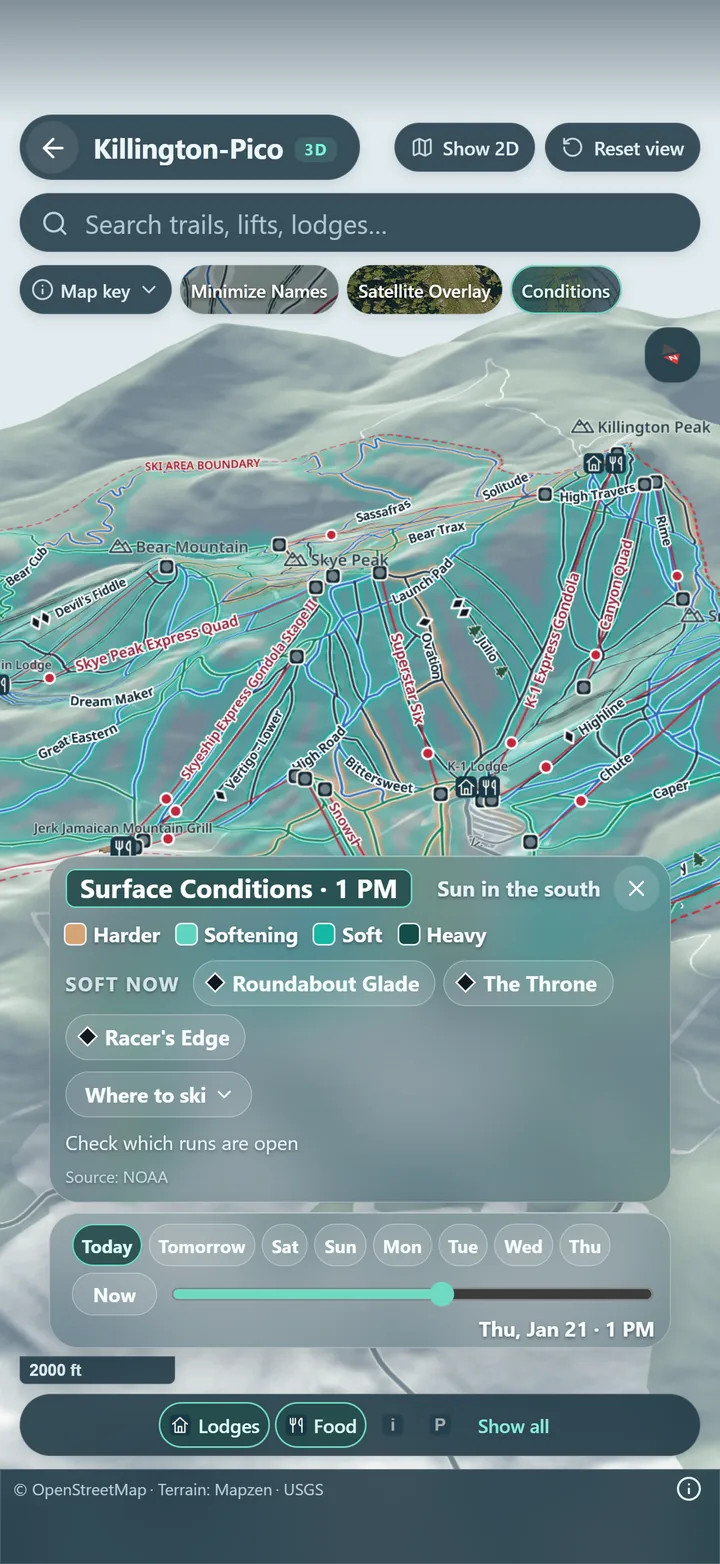 Killington-Pico 3D
Show 2D
Reset view
Search trails, lifts, lodges...
Map key
Minimize Names
Satellite Overlay
Conditions
N
Killington Peak
SKI AREA BOUNDARY
Solitude
High Travers
Sassafras
Bear Trax
Rime
Bear Mountain
Skye Peak
Bear Cub
Devil's Fiddle
Launch Pad
Canyon Quad
Skye Peak Express Quad
Skyeship Express Gondola Stage II
Superstar Six
Ovation
Julio
K-1 Express Gondola
in Lodge
Dream Maker
Great Eastern
Vertigo - Lower
High Road
Bittersweet
K-1 Lodge
Highline
Chute
Caper
Snowsh
Jerk Jamaican Mountain Grill
y
Surface Conditions · 1 PM
Sun in the south
Harder
Softening
Soft
Heavy
SOFT NOW
Roundabout Glade
The Throne
Racer's Edge
Where to ski
Check which runs are open
Source: NOAA
Today
Tomorrow
Sat
Sun
Mon
Tue
Wed
Thu
Now
Thu, Jan 21 · 1 PM
2000 ft
Lodges
Food
i
P
Show all
© OpenStreetMap · Terrain: Mapzen · USGS